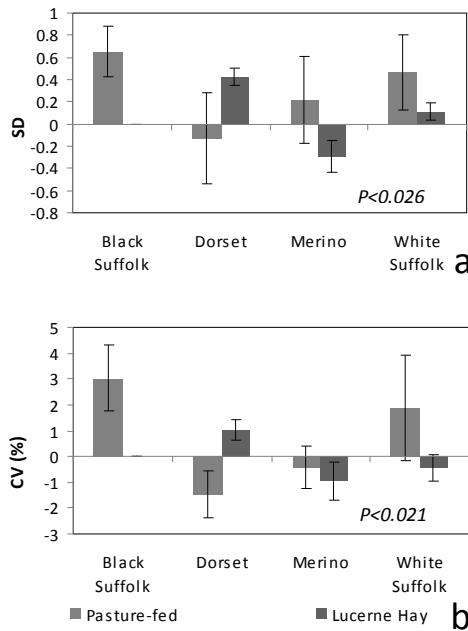 1
0.8
0.6
0.4
0.2
0
-0.2
-0.4
-0.6
-0.8
SD
P<0.026
Black Suffolk
Dorset
Merino
White Suffolk
a
5
4
3
2
1
0
-1
-2
-3
CV (%)
P<0.021
Black Suffolk
Dorset
Merino
White Suffolk
Pasture-fed
Lucerne Hay
b